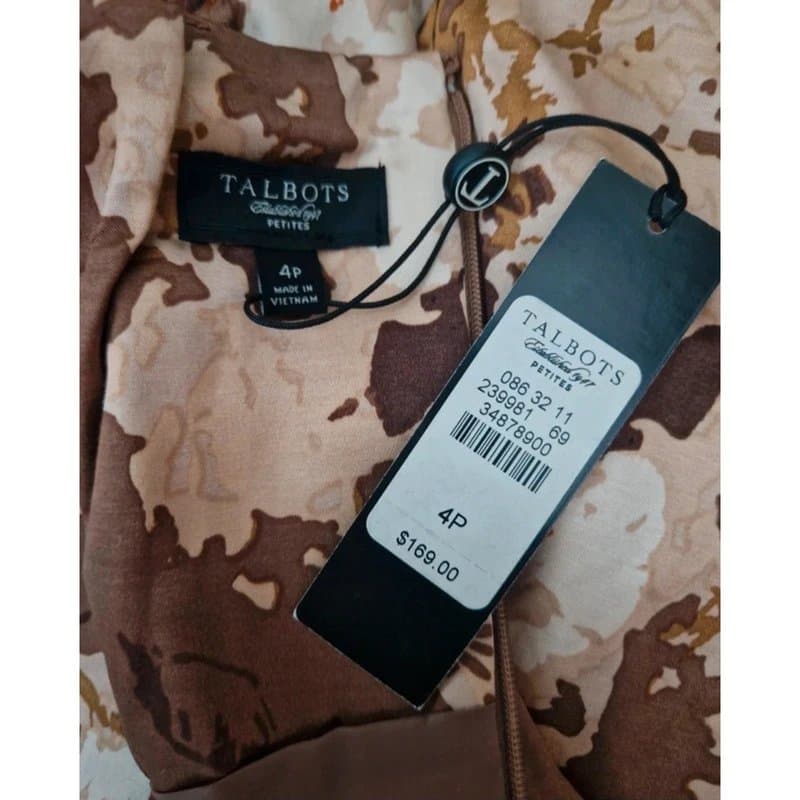 TALBOTS
Established 1947
PETITES
4P
MADE IN
VIETNAM
T
TALBOTS
Established 1947
PETITES
086 32 11
239981 69
34878900
4P
$169.00